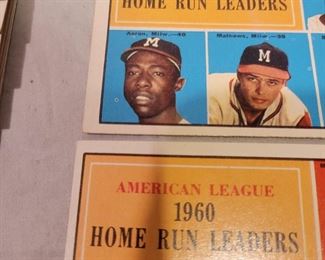 HOME RUN LEADERS
Aaron, Milw.—40
Mathews, Milw.—39
M
M
AMERICAN LEAGUE
1960
HOME RUN LEADERS